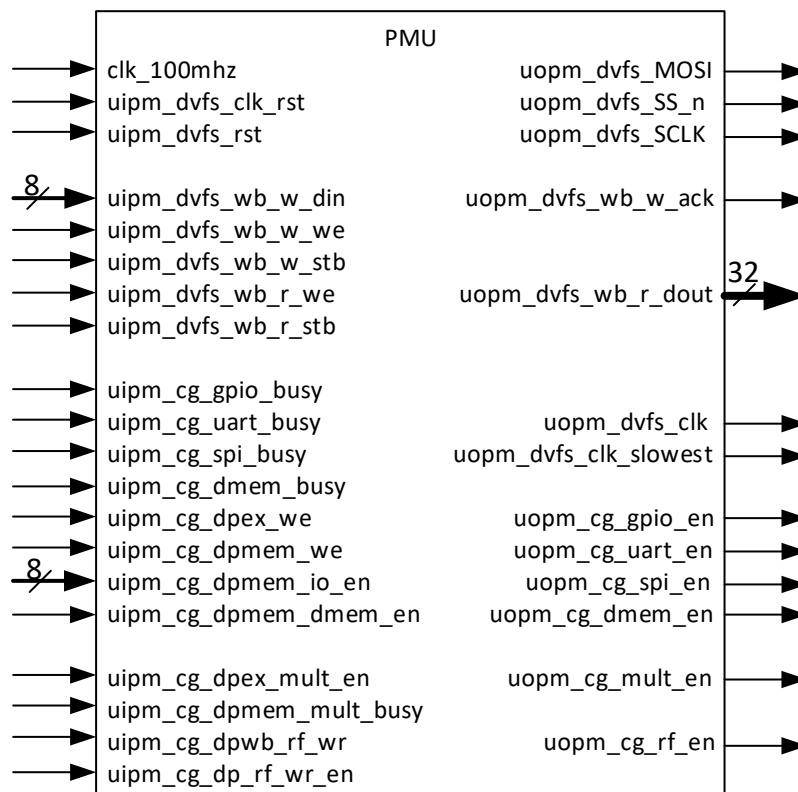 PMU
clk_100mhz
uipm_dvfs_clk_rst
uipm_dvfs_rst
8
uipm_dvfs_wb_w_din
uipm_dvfs_wb_w_we
uipm_dvfs_wb_w_stb
uipm_dvfs_wb_r_we
uipm_dvfs_wb_r_stb
uipm_cg_gpio_busy
uipm_cg_uart_busy
uipm_cg_spi_busy
uipm_cg_dmem_busy
uipm_cg_dpex_we
uipm_cg_dpmem_we
8
uipm_cg_dpmem_io_en
uipm_cg_dpmem_dmem_en
uipm_cg_dpex_mult_en
uipm_cg_dpmem_mult_busy
uipm_cg_dpwb_rf_wr
uipm_cg_dp_rf_wr_en
uopm_dvfs_MOSI
uopm_dvfs_SS_n
uopm_dvfs_SCLK
uopm_dvfs_wb_w_ack
32
uopm_dvfs_wb_r_dout
uopm_dvfs_clk
uopm_dvfs_clk_slowest
uopm_cg_gpio_en
uopm_cg_uart_en
uopm_cg_spi_en
uopm_cg_dmem_en
uopm_cg_mult_en
uopm_cg_rf_en